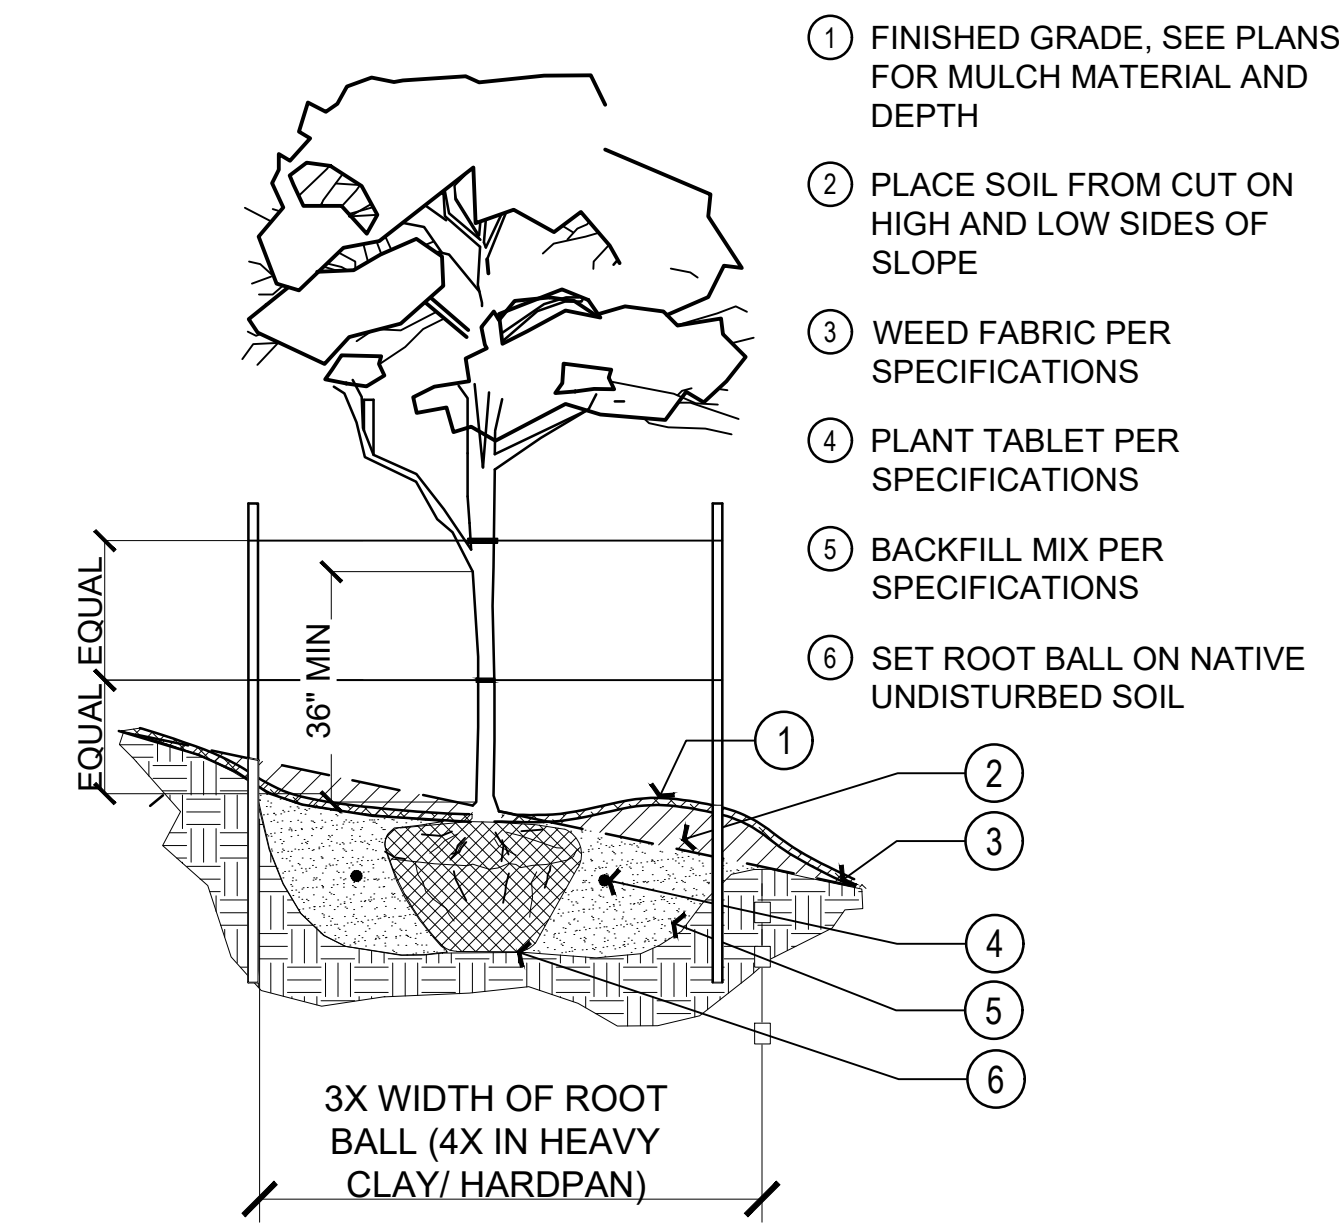 1 FINISHED GRADE, SEE PLANS
FOR MULCH MATERIAL AND
DEPTH
2 PLACE SOIL FROM CUT ON
HIGH AND LOW SIDES OF
SLOPE
3 WEED FABRIC PER
SPECIFICATIONS
4 PLANT TABLET PER
SPECIFICATIONS
5 BACKFILL MIX PER
SPECIFICATIONS
6 SET ROOT BALL ON NATIVE
UNDISTURBED SOIL
EQUAL EQUAL
36" MIN
1
2
3
4
5
6
3X WIDTH OF ROOT
BALL (4X IN HEAVY
CLAY/ HARDPAN)